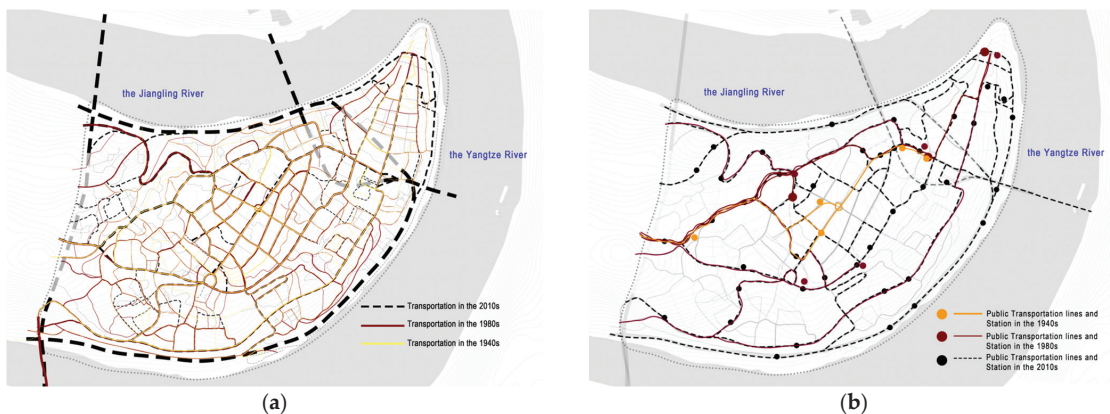 the Jiangling River
the Yangtze River
Transportation in the 2010s
Transportation in the 1980s
Transportation in the 1940s
(a)
the Jiangling River
the Yangtze River
Public Transportation lines and
Station in the 1940s
Public Transportation lines and
Station in the 1980s
Public Transportation lines and
Station in the 2010s
(b)